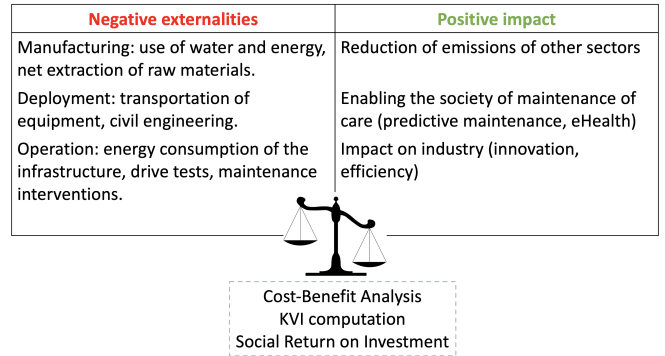 Negative externalities
Positive impact
Manufacturing: use of water and energy,
net extraction of raw materials.
Reduction of emissions of other sectors
Deployment: transportation of
equipment, civil engineering.
Enabling the society of maintenance of
care (predictive maintenance, eHealth)
Operation: energy consumption of the
infrastructure, drive tests, maintenance
interventions.
Impact on industry (innovation,
efficiency)
Cost-Benefit Analysis
KVI computation
Social Return on Investment